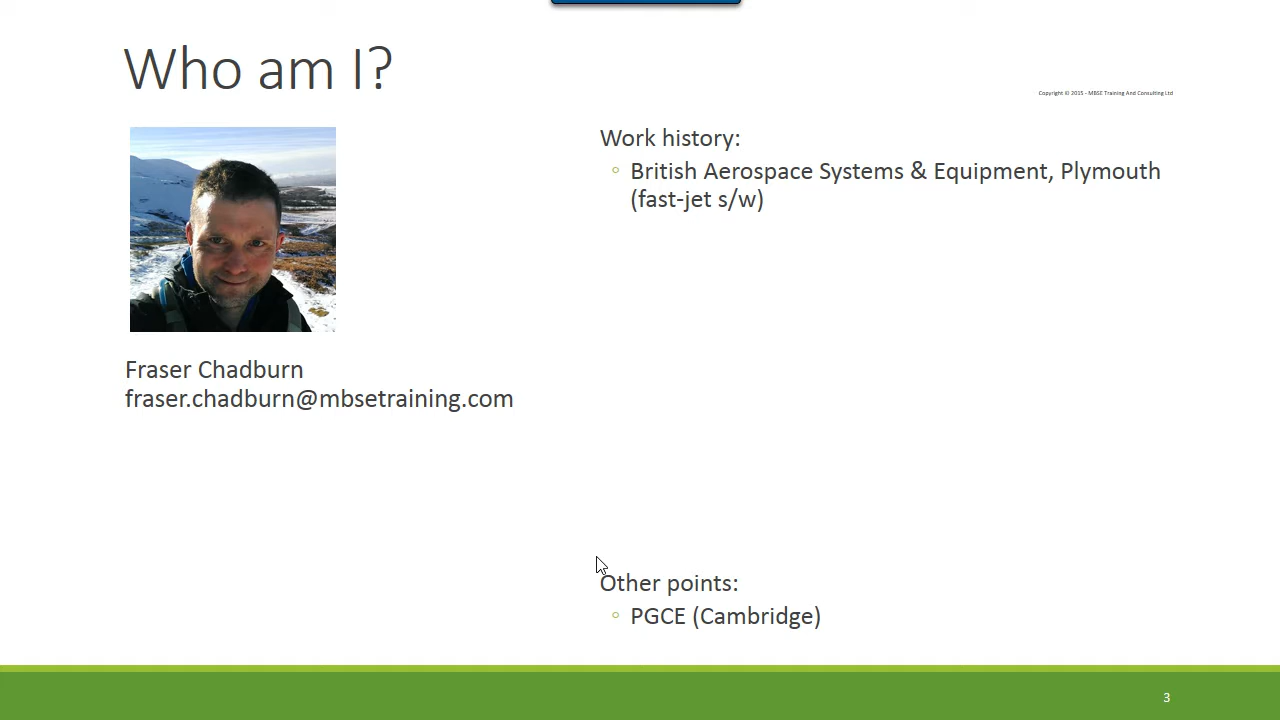 Who am I?
Copyright © 2015 - MBSE Training And Consulting Ltd
Work history:
◦ British Aerospace Systems & Equipment, Plymouth
(fast-jet s/w)
Fraser Chadburn
fraser.chadburn@mbsetraining.com
Other points:
◦ PGCE (Cambridge)
3